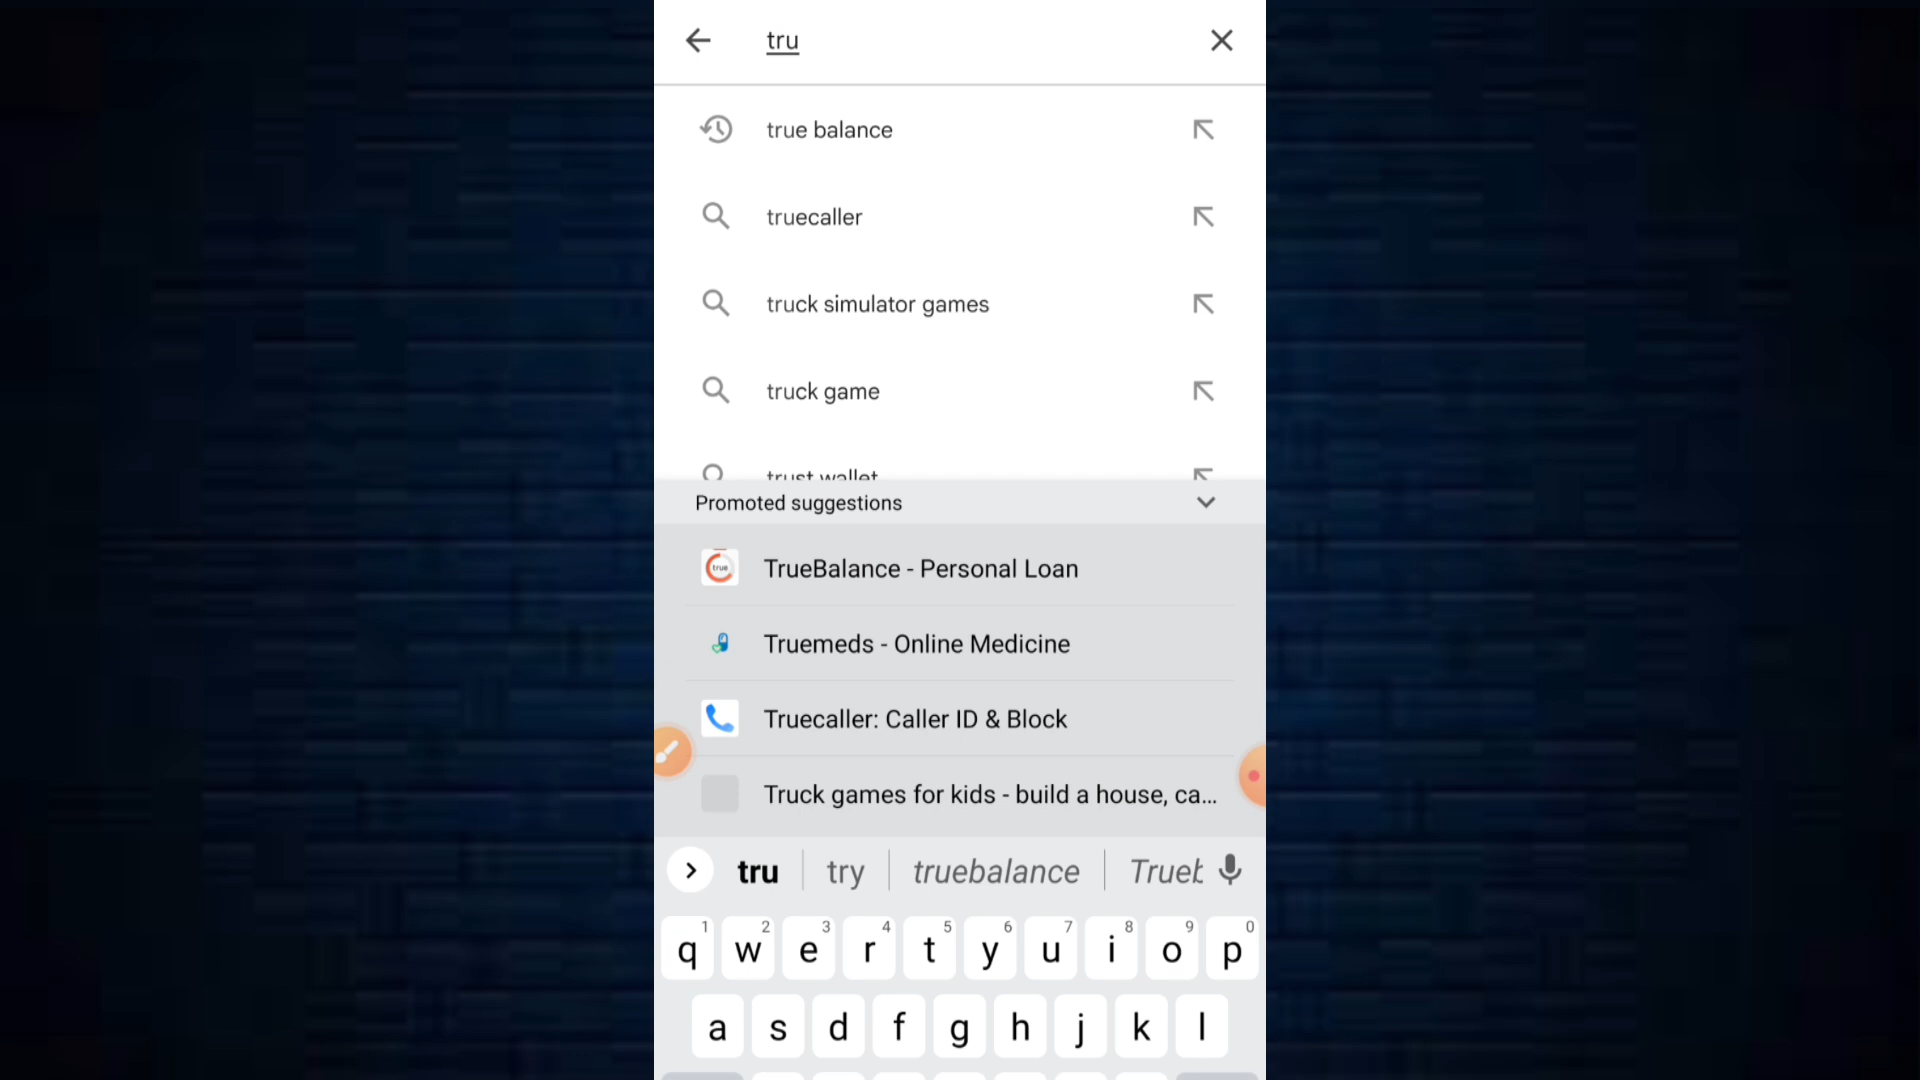 tru
true balance
truecaller
truck simulator games
truck game
trust wallet
Promoted suggestions
true
TrueBalance - Personal Loan
Truemeds - Online Medicine
Truecaller: Caller ID & Block
Truck games for kids - build a house, ca...
tru try truebalance
1 2 3 4 5 6 7 8 9 0
q w e r t y u i o p
a s d f g h j k l